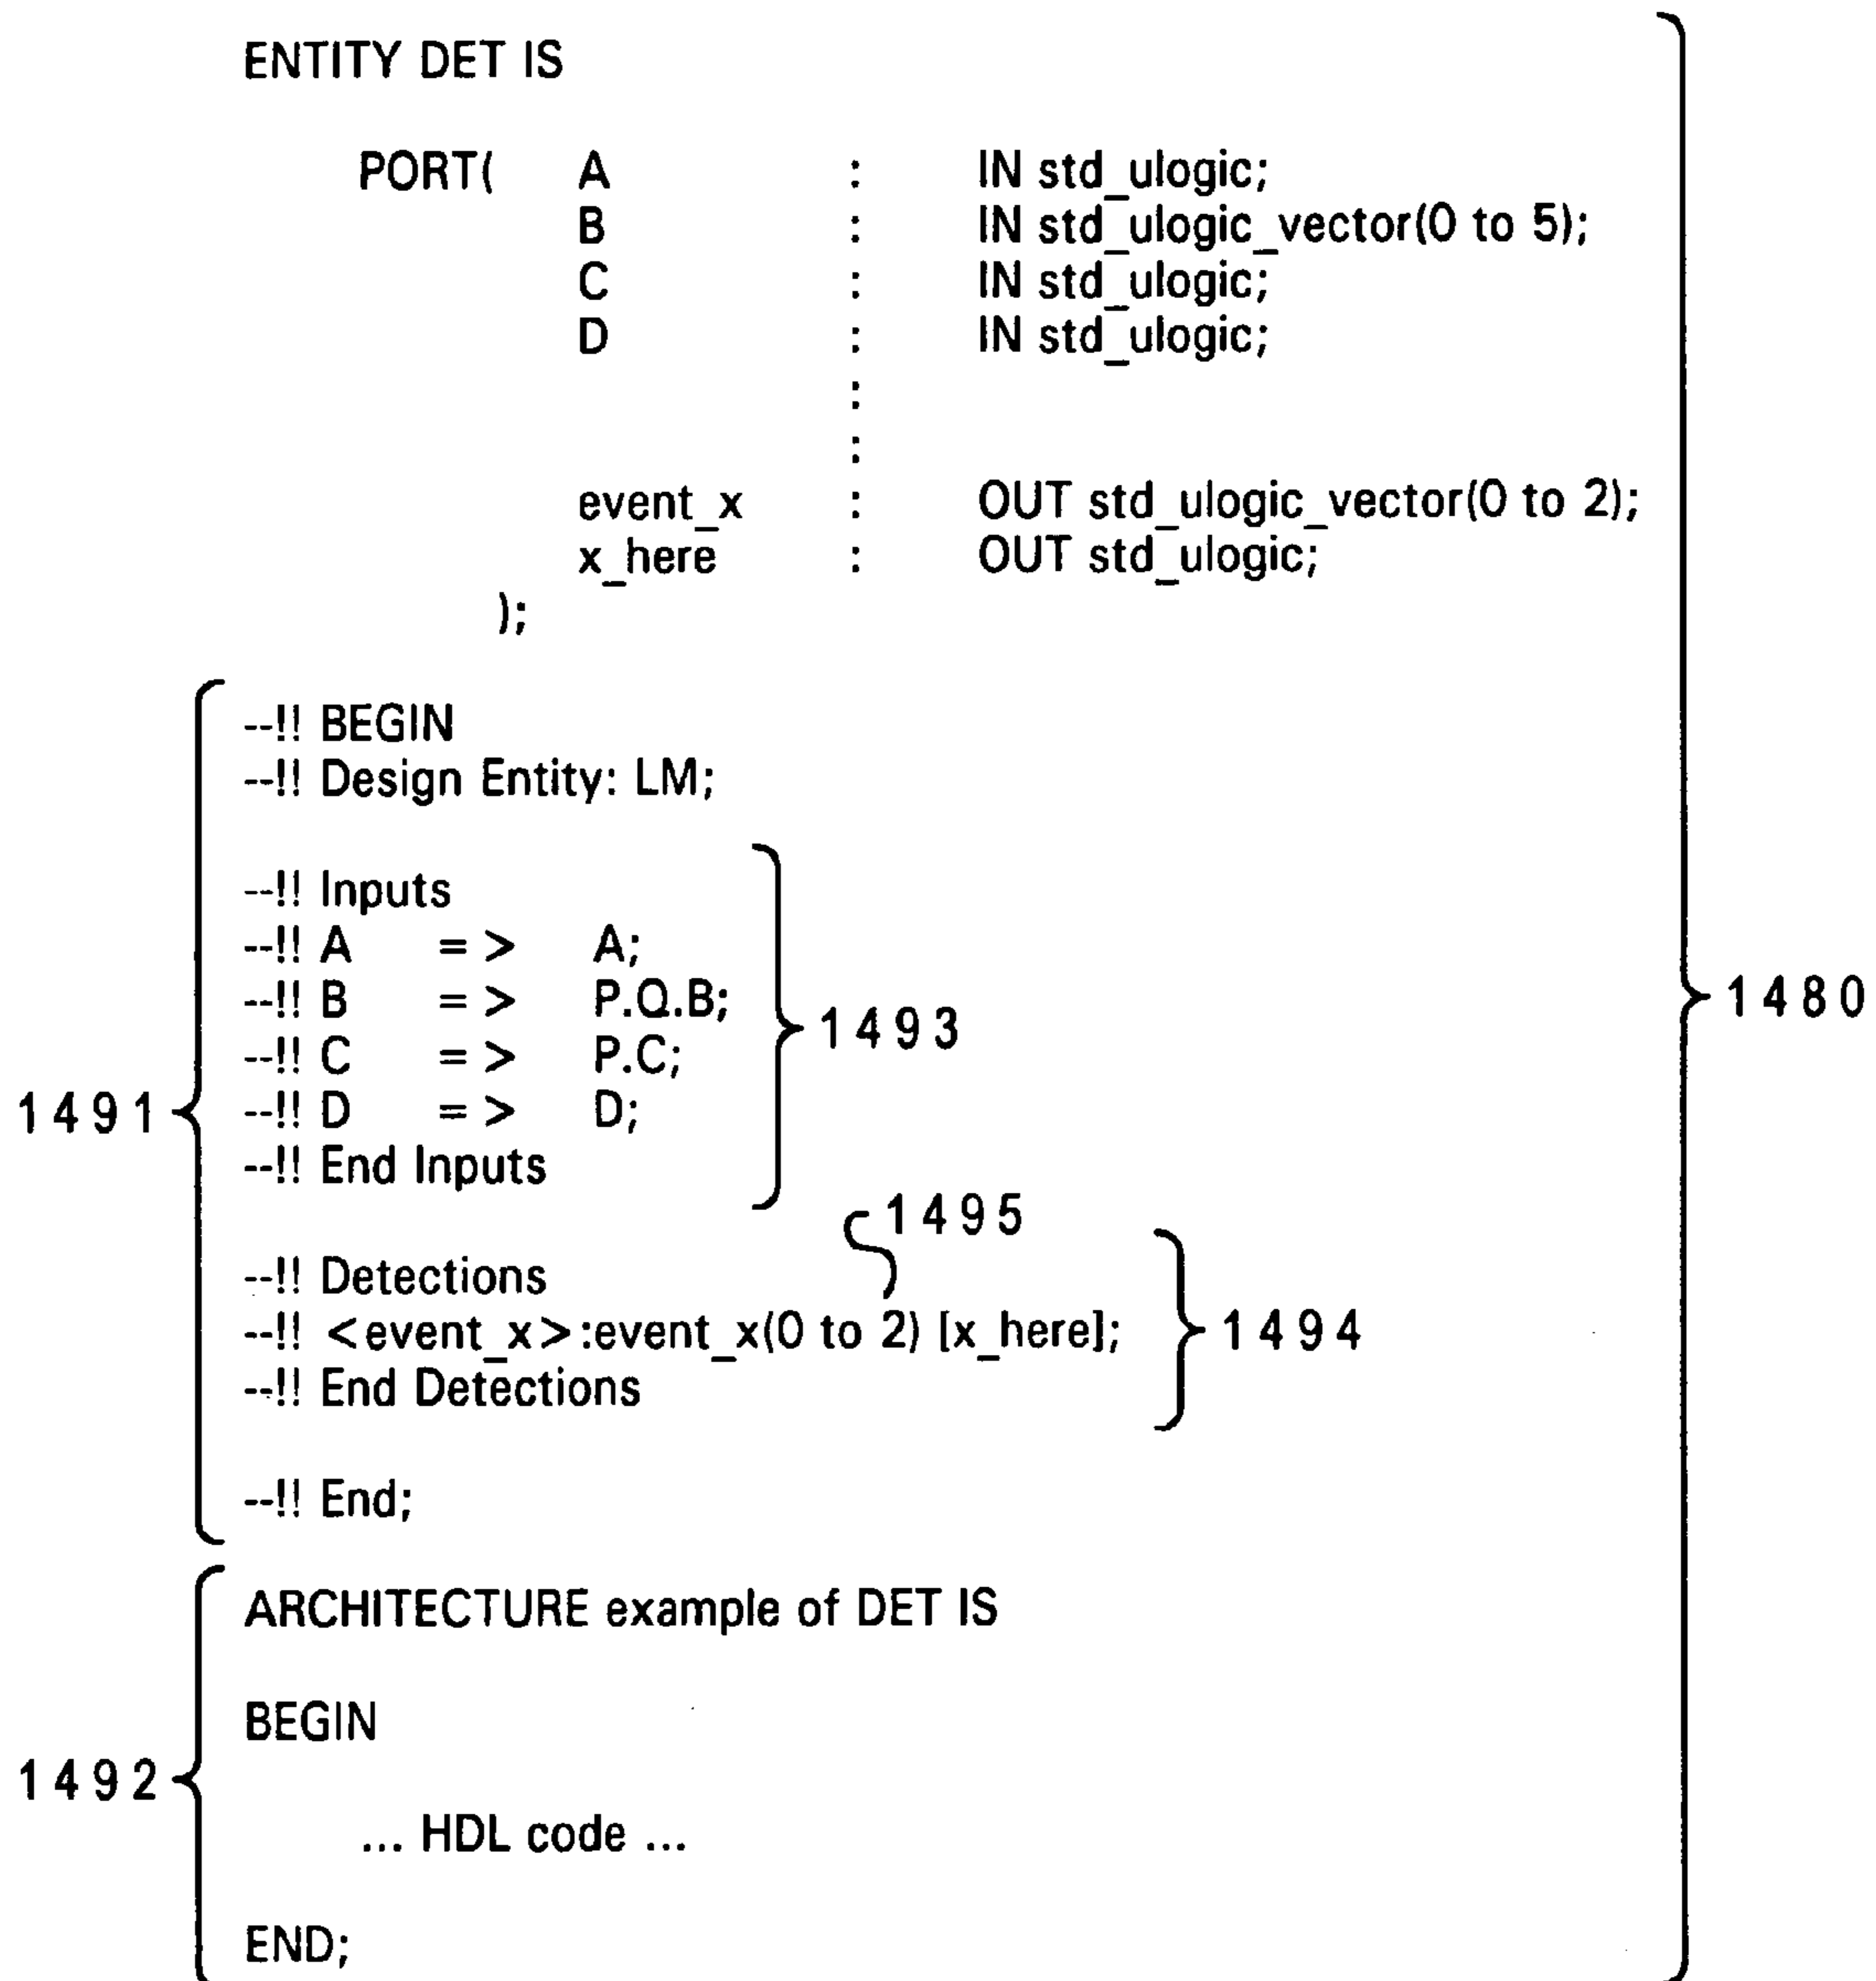 ENTITY DET IS
PORT( A : IN std_ulogic;
B : IN std_ulogic_vector(0 to 5);
C : IN std_ulogic;
D : IN std_ulogic;
:
:
event_x : OUT std_ulogic_vector(0 to 2);
x_here : OUT std_ulogic;
);
--!! BEGIN
--!! Design Entity: LM;
--!! Inputs
--!! A => A;
--!! B => P.Q.B;
--!! C => P.C;
--!! D => D;
--!! End Inputs
1493
1480
1491
1495
--!! Detections
--!! <event_x>:event_x(0 to 2) [x_here];
--!! End Detections
1494
--!! End;
ARCHITECTURE example of DET IS
BEGIN
1492
... HDL code ...
END;